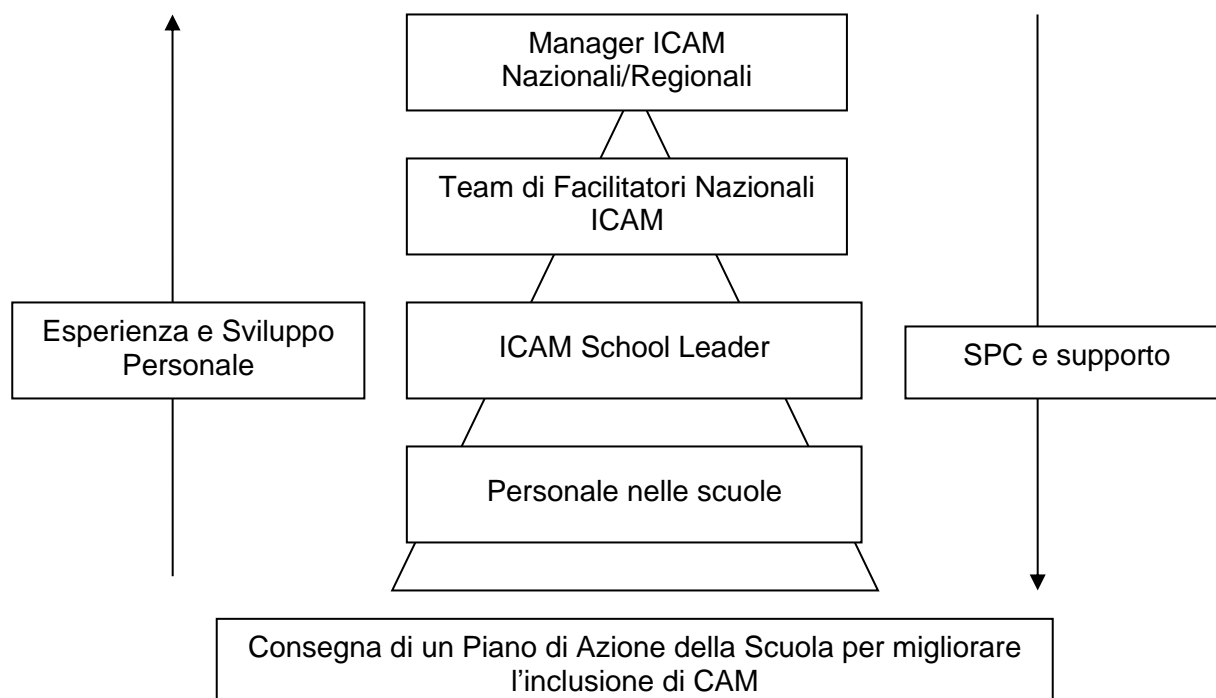 Manager ICAM
Nazionali/Regionali
Team di Facilitatori Nazionali
ICAM
Esperienza e Sviluppo
Personale
ICAM School Leader
SPC e supporto
Personale nelle scuole
Consegna di un Piano di Azione della Scuola per migliorare
l’inclusione di CAM